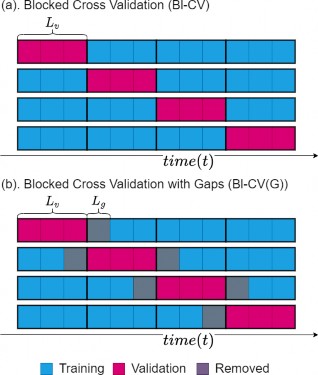 (a). Blocked Cross Validation (Bl-CV)
L_v
time(t)
(b). Blocked Cross Validation with Gaps (Bl-CV(G))
L_v L_g
time(t)
Training Validation Removed